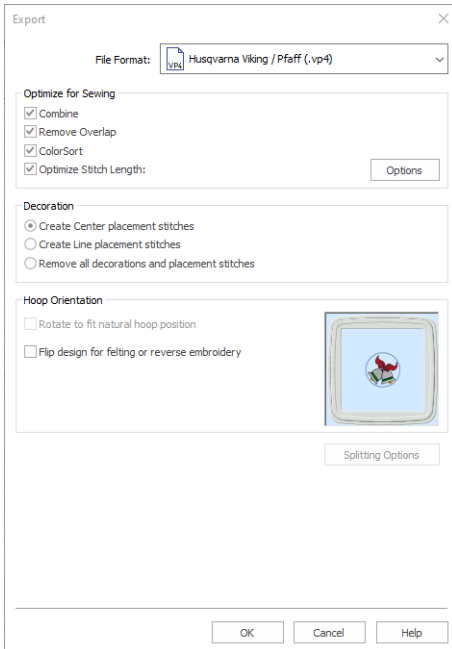 Export
File Format: VP4 Husqvarna Viking / Pfaff (.vp4)
Optimize for Sewing
Combine
Remove Overlap
ColorSort
Optimize Stitch Length:
Options
Decoration
Create Center placement stitches
Create Line placement stitches
Remove all decorations and placement stitches
Hoop Orientation
Rotate to fit natural hoop position
Flip design for felting or reverse embroidery
Splitting Options
OK Cancel Help